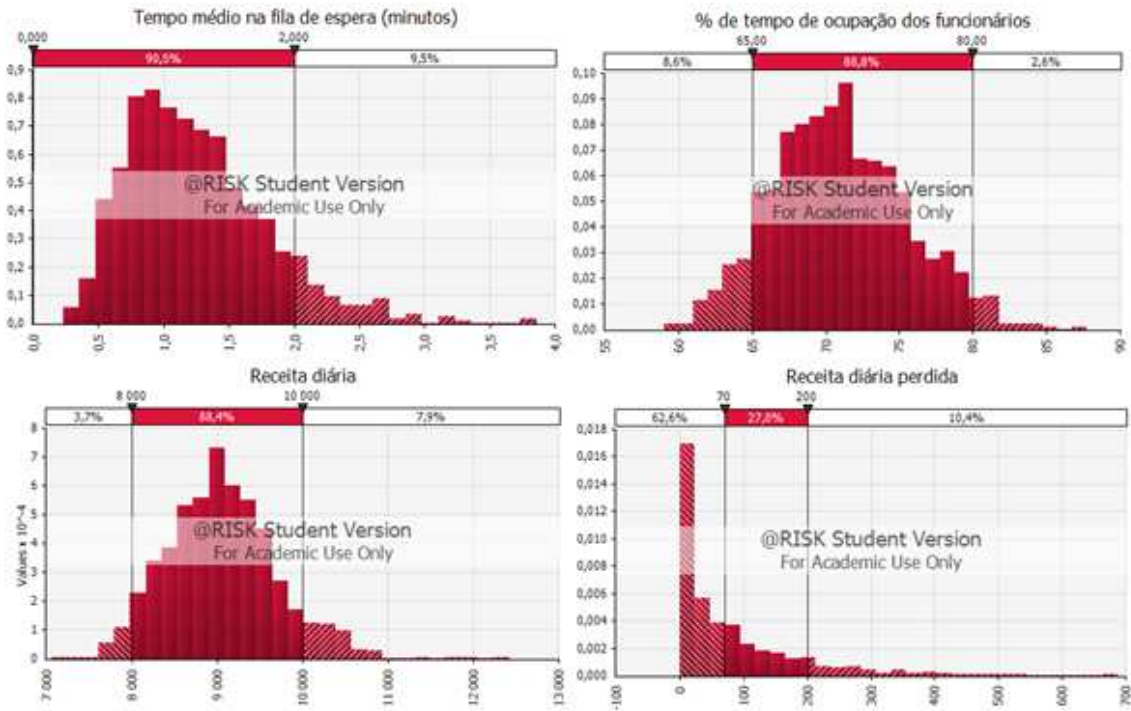 Tempo médio na fila de espera (minutos)
0,000 2,000
90,5% 9,5%
0,9
0,8
0,7
0,6
0,5
0,4
0,3
0,2
0,1
0,0
@RISK Student Version
For Academic Use Only
0,0 0,5 1,0 1,5 2,0 2,5 3,0 3,5 4,0
% de tempo de ocupação dos funcionários
65,00 80,00
8,6% 88,8% 2,6%
0,10
0,09
0,08
0,07
0,06
0,05
0,04
0,03
0,02
0,01
0,00
@RISK Student Version
For Academic Use Only
55 60 65 70 75 80 85 90
Receita diária
8 000 10 000
3,7% 88,4% 7,9%
8
7
6
5
4
3
2
1
0
Values x 10^-4
@RISK Student Version
For Academic Use Only
7 000 8 000 9 000 10 000 11 000 12 000 13 000
Receita diária perdida
70 200
62,6% 27,0% 10,4%
0,018
0,016
0,014
0,012
0,010
0,008
0,006
0,004
0,002
0,000
@RISK Student Version
For Academic Use Only
-100 0 100 200 300 400 500 600 700